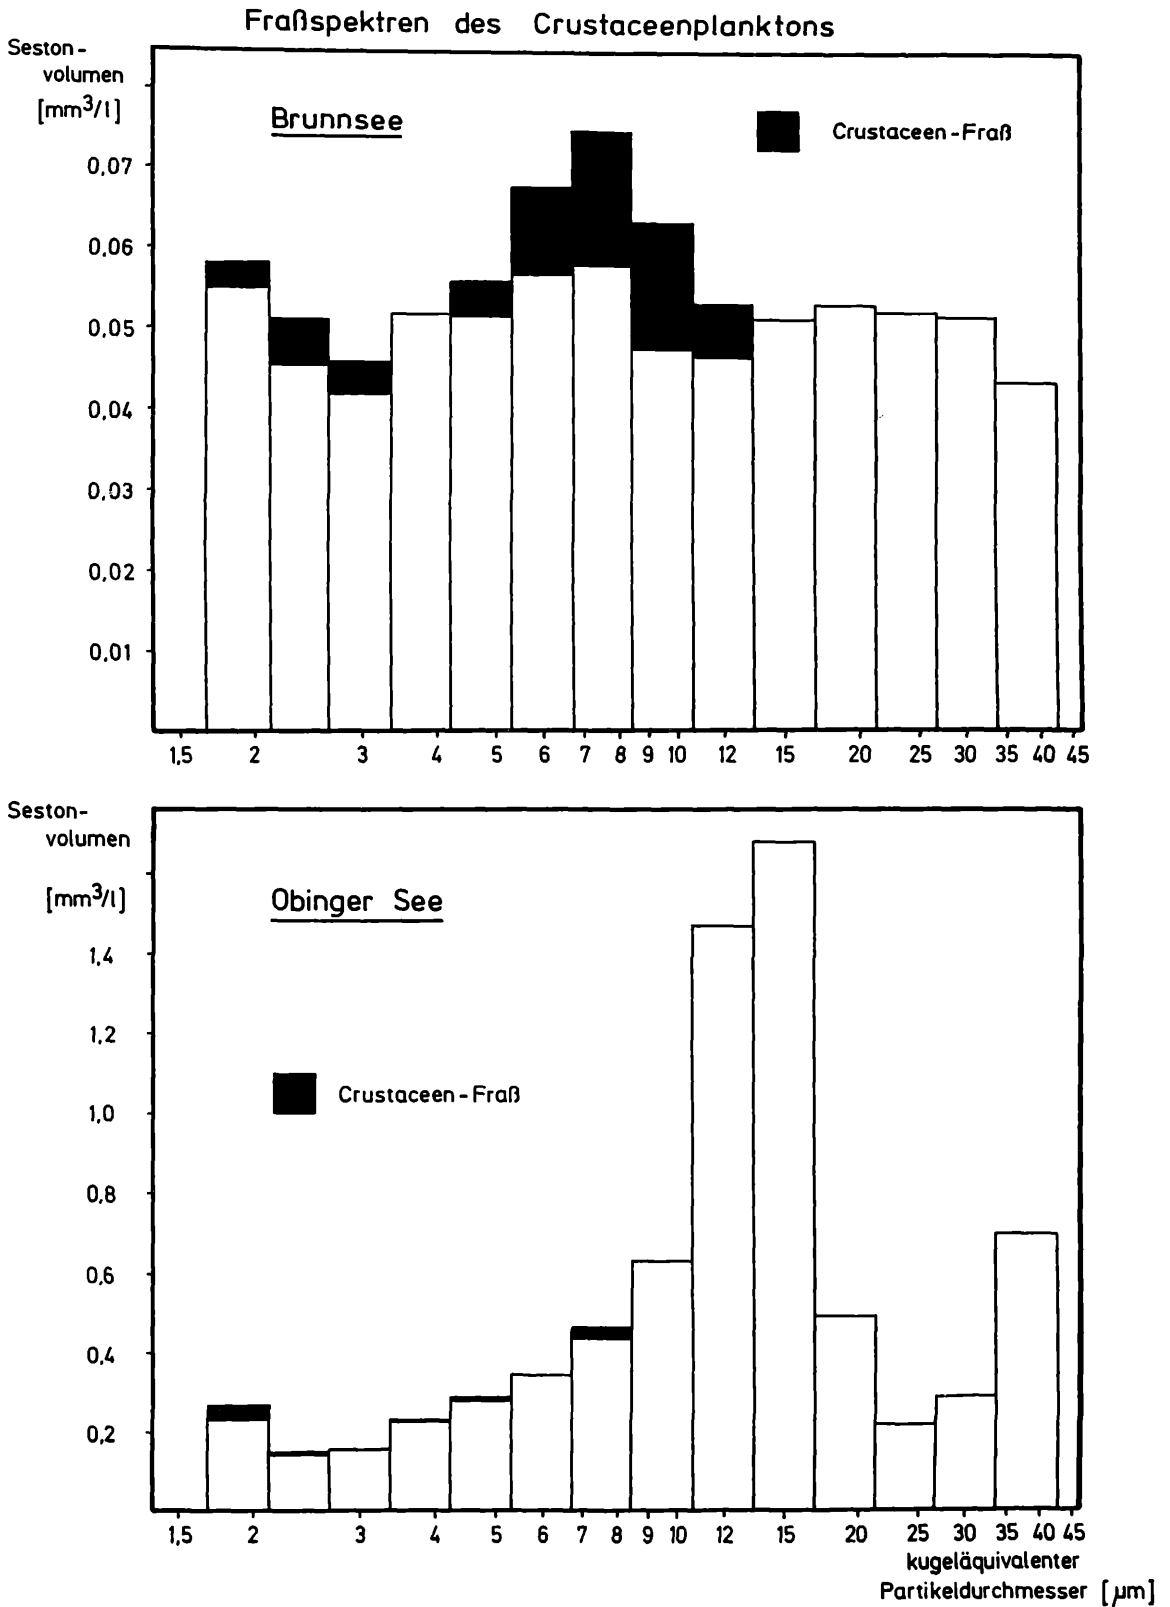 Fraßspektren des Crustaceenplanktons
Seston-
volumen
[mm³/l]
Brunnsee
Crustaceen-Fraß
0,07
0,06
0,05
0,04
0,03
0,02
0,01
1,5 2 3 4 5 6 7 8 9 10 12 15 20 25 30 35 40 45
Seston-
volumen
[mm³/l]
Obinger See
1,4
1,2
Crustaceen-Fraß
1,0
0,8
0,6
0,4
0,2
1,5 2 3 4 5 6 7 8 9 10 12 15 20 25 30 35 40 45
kugeläquivalenter
Partikeldurchmesser [µm]